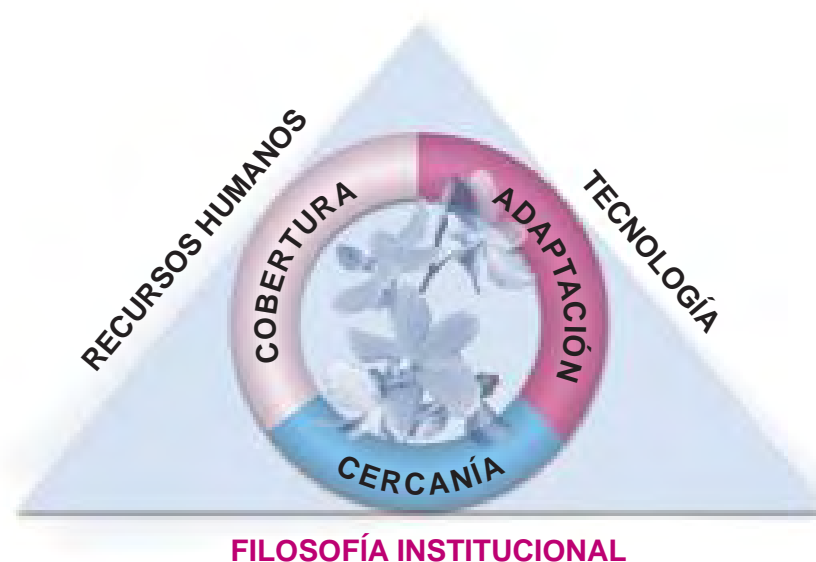 RECURSOS HUMANOS
TECNOLOGÍA
COBERTURA
ADAPTACIÓN
CERCANÍA
FILOSOFÍA INSTITUCIONAL